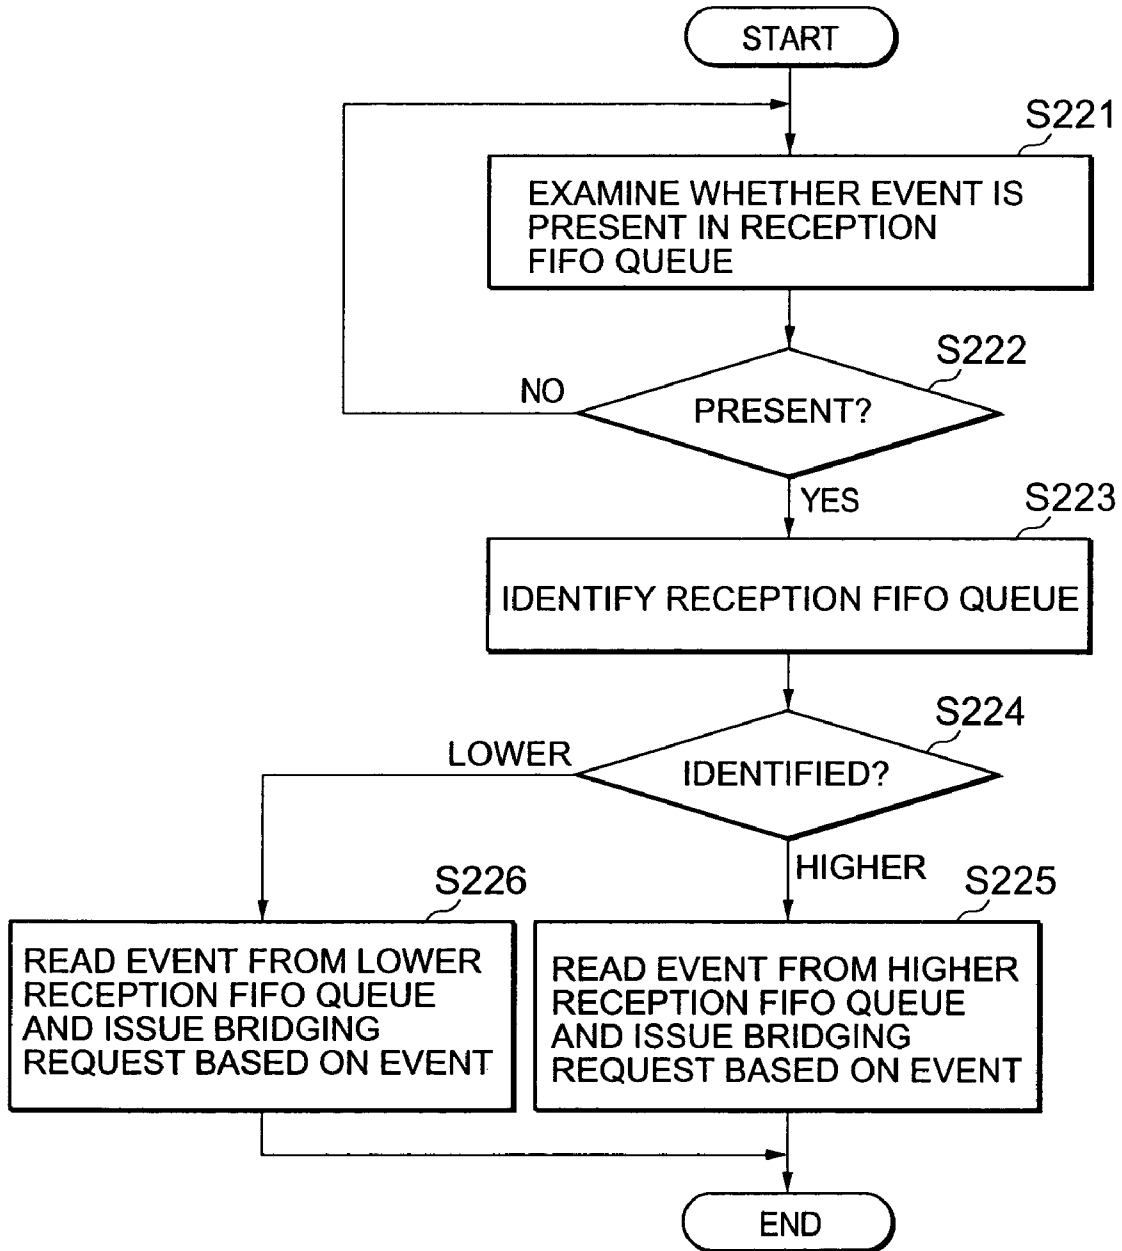 START
S221
EXAMINE WHETHER EVENT IS
PRESENT IN RECEPTION
FIFO QUEUE
S222
NO
PRESENT?
YES
S223
IDENTIFY RECEPTION FIFO QUEUE
S224
LOWER
IDENTIFIED?
HIGHER
S226
READ EVENT FROM LOWER
RECEPTION FIFO QUEUE
AND ISSUE BRIDGING
REQUEST BASED ON EVENT
S225
READ EVENT FROM HIGHER
RECEPTION FIFO QUEUE
AND ISSUE BRIDGING
REQUEST BASED ON EVENT
END